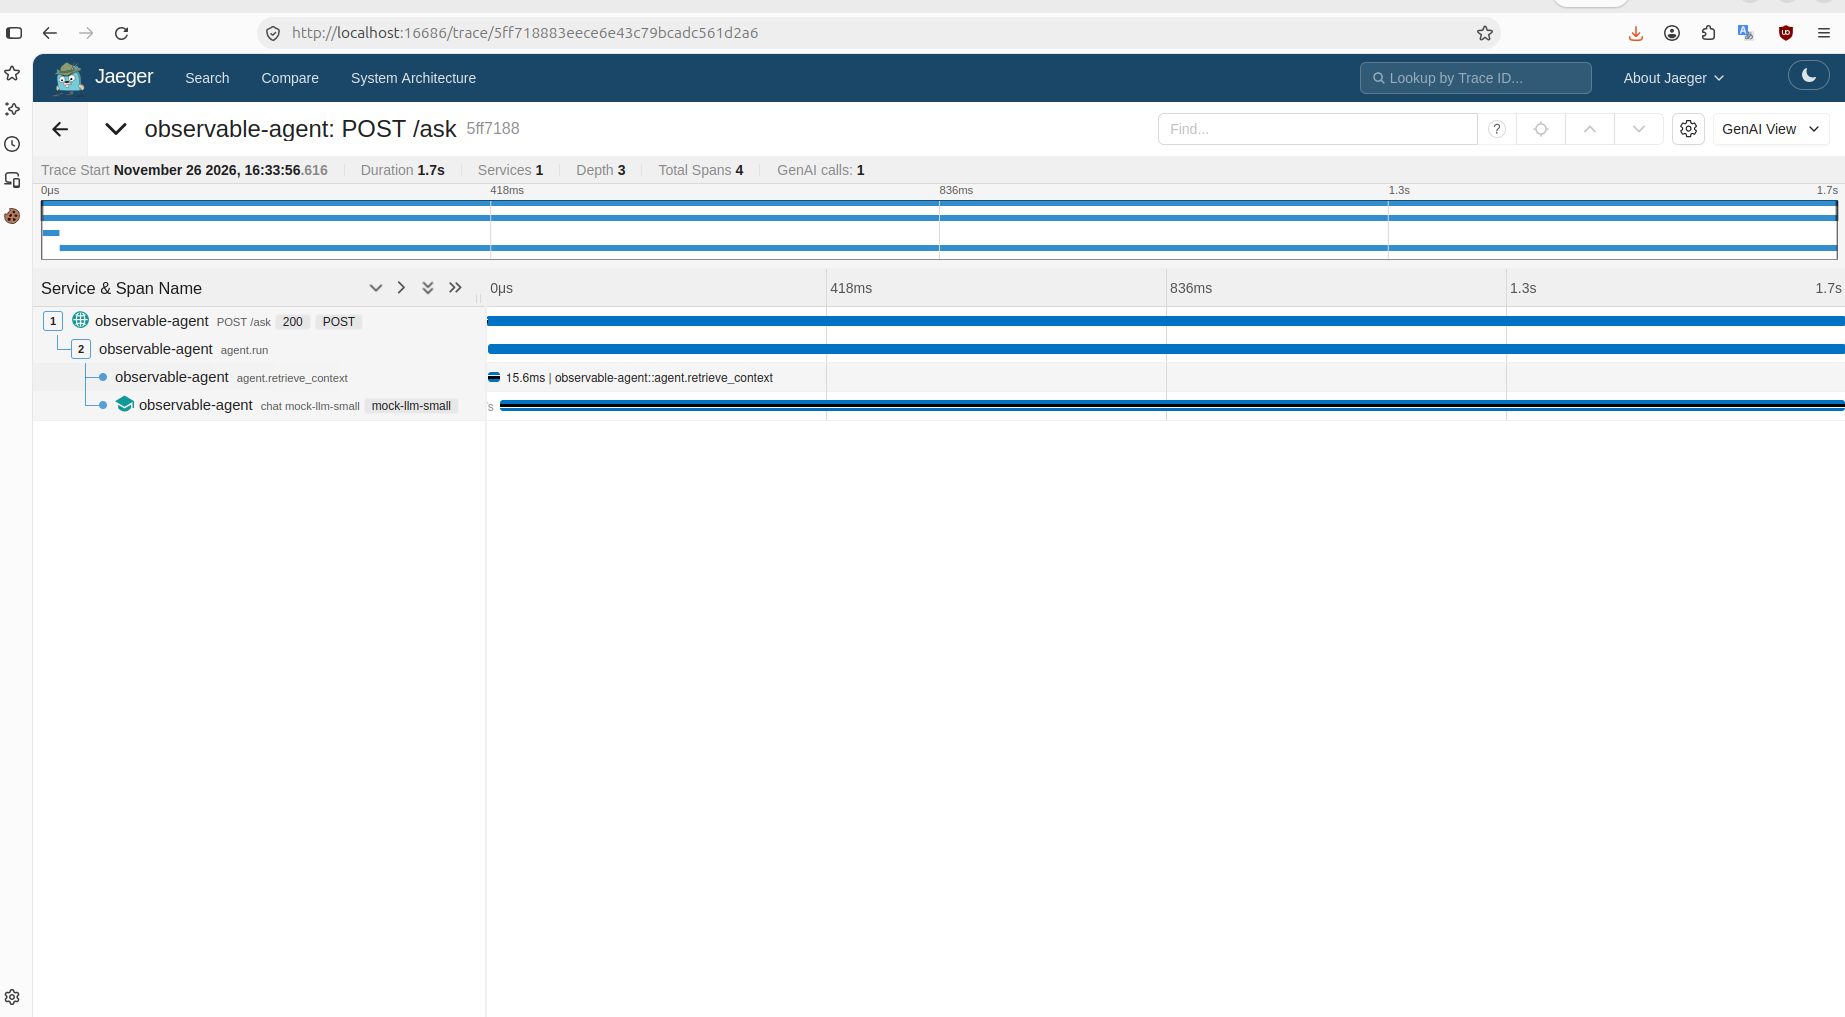 http://localhost:16686/trace/5ff718883eece6e43c79bcadc561d2a6
Jaeger Search Compare System Architecture Lookup by Trace ID... About Jaeger
observable-agent: POST /ask 5ff7188 Find... ? GenAI View
Trace Start November 26 2026, 16:33:56.616 Duration 1.7s Services 1 Depth 3 Total Spans 4 GenAI calls: 1
0μs 418ms 836ms 1.3s 1.7s
Service & Span Name 0μs 418ms 836ms 1.3s 1.7s
1 observable-agent POST /ask 200 POST
2 observable-agent agent.run
observable-agent agent.retrieve_context 15.6ms | observable-agent::agent.retrieve_context
observable-agent chat mock-llm-small mock-llm-small s